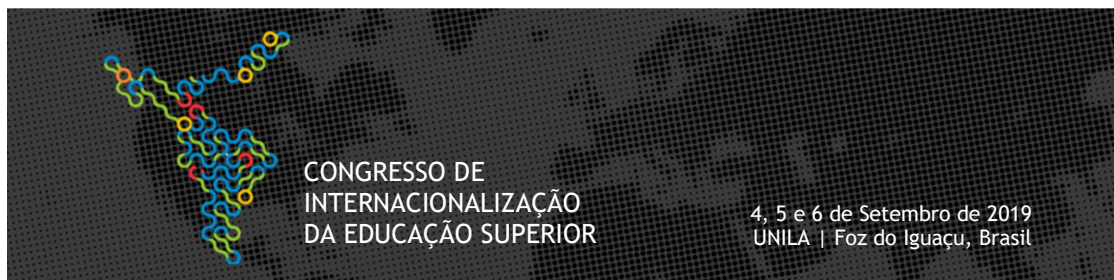 CONGRESSO DE
INTERNACIONALIZAÇÃO
DA EDUCAÇÃO SUPERIOR
4, 5 e 6 de Setembro de 2019
UNILA | Foz do Iguaçu, Brasil